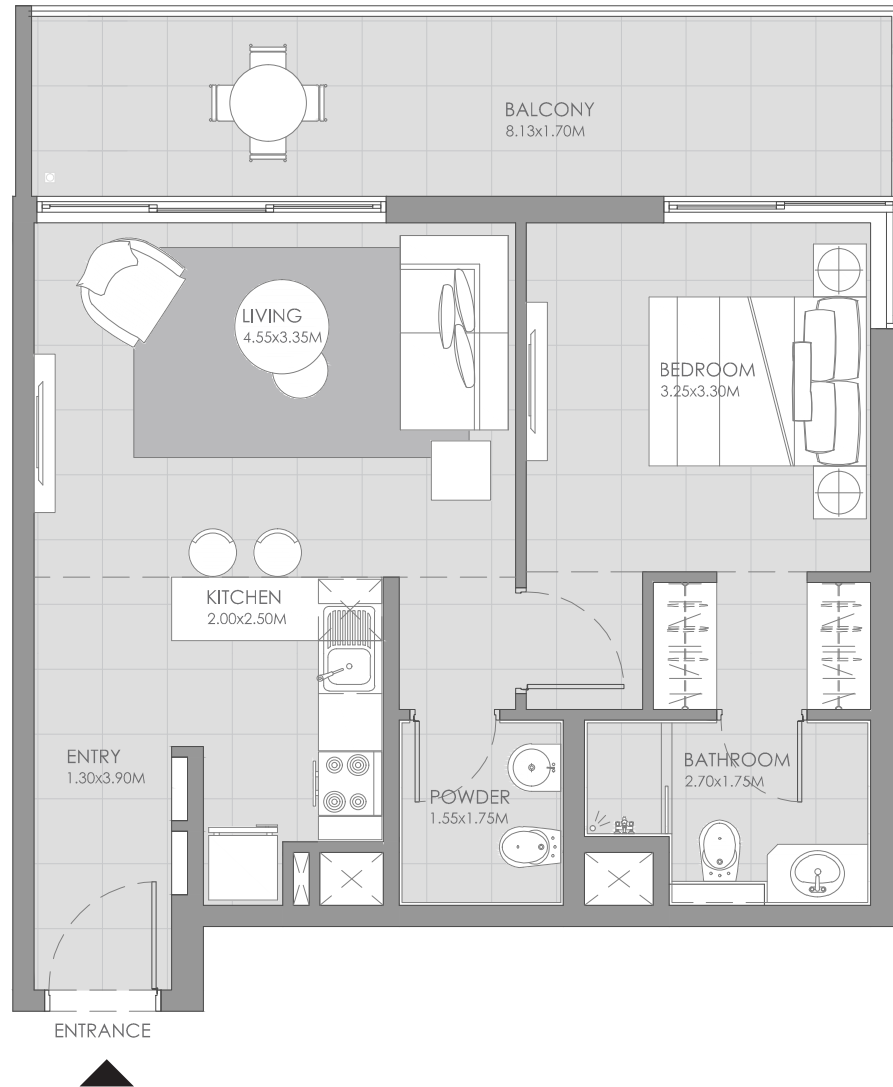 BALCONY
8.13x1.70M
LIVING
4.55x3.35M
BEDROOM
3.25x3.30M
KITCHEN
2.00x2.50M
ENTRY
1.30x3.90M
POWDER
1.55x1.75M
BATHROOM
2.70x1.75M
ENTRANCE